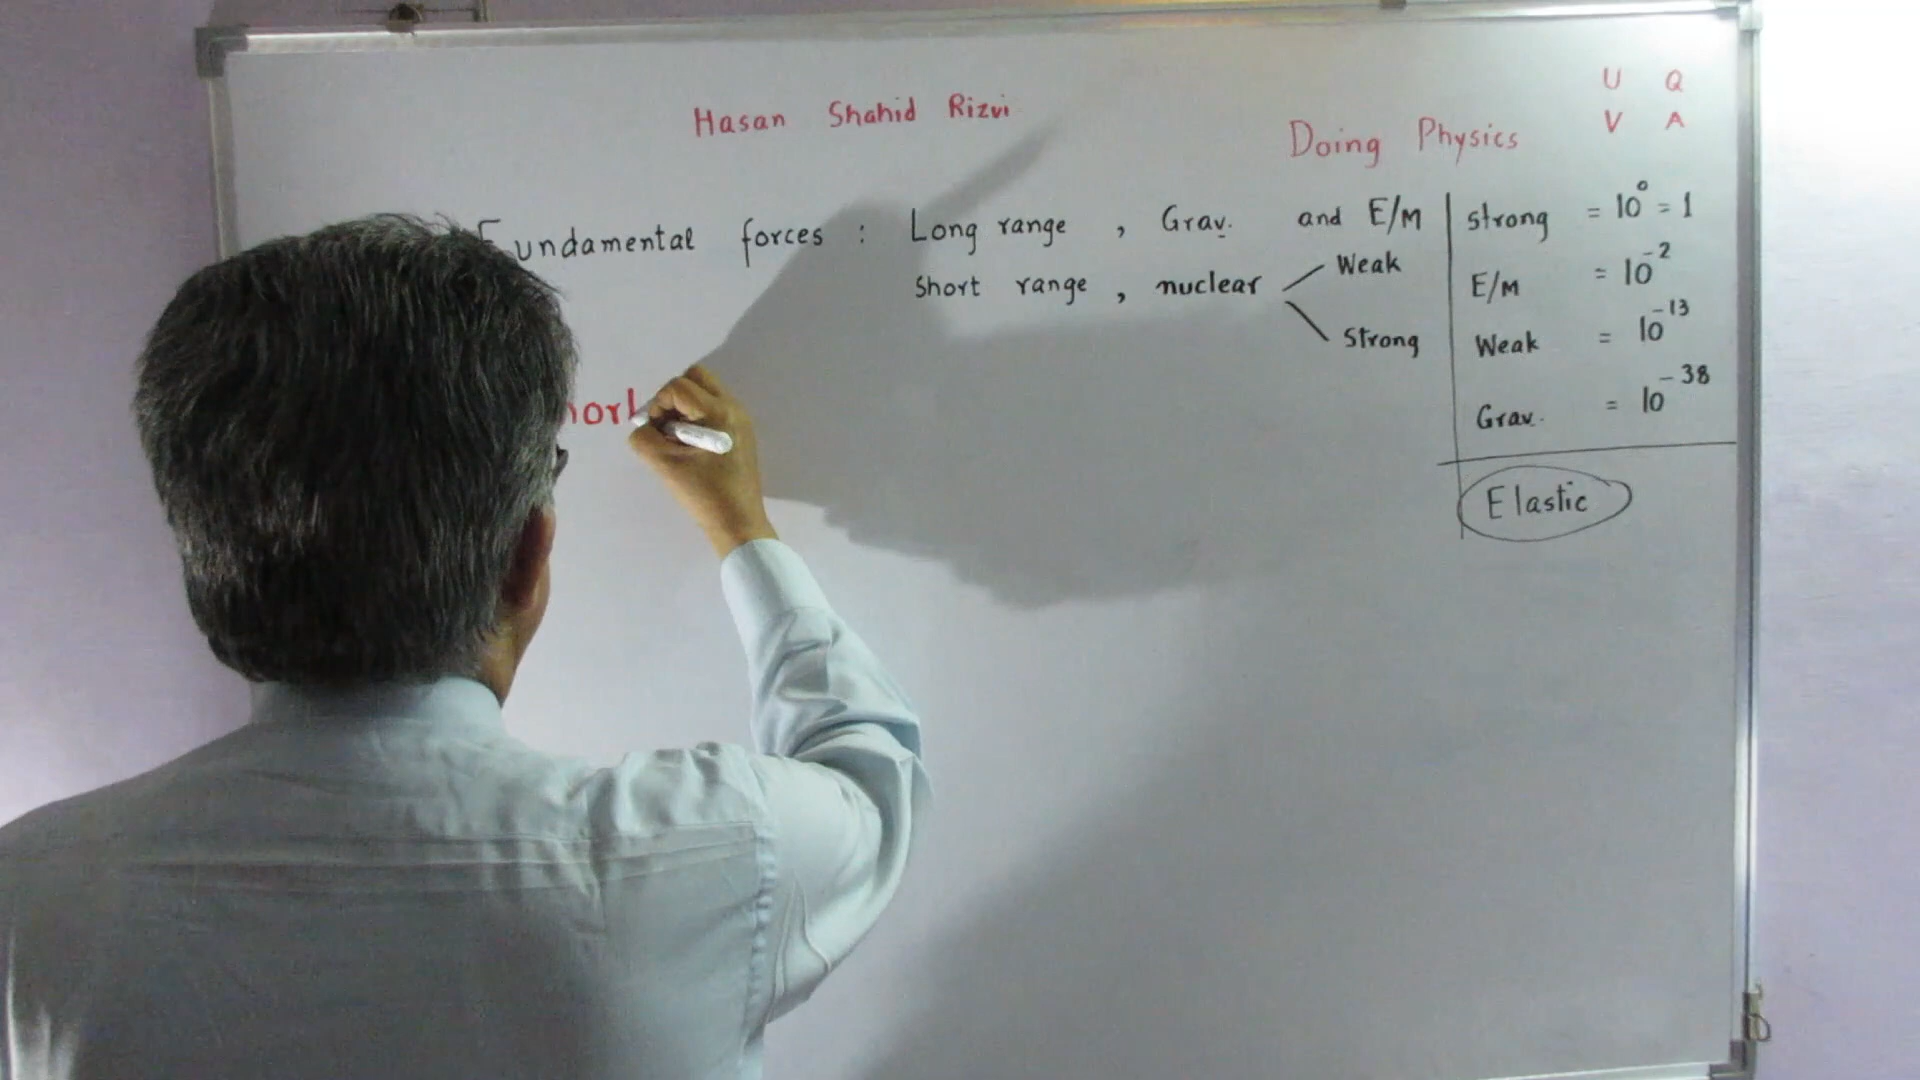 U Q
V A
Hasan Shahid Rizvi
Doing Physics
Fundamental forces : Long range , Grav. and E/M
Short range , nuclear
Weak
Strong
Strong = 10⁰ = 1
E/M = 10⁻²
Weak = 10⁻¹³
Grav. = 10⁻³⁸
Elastic